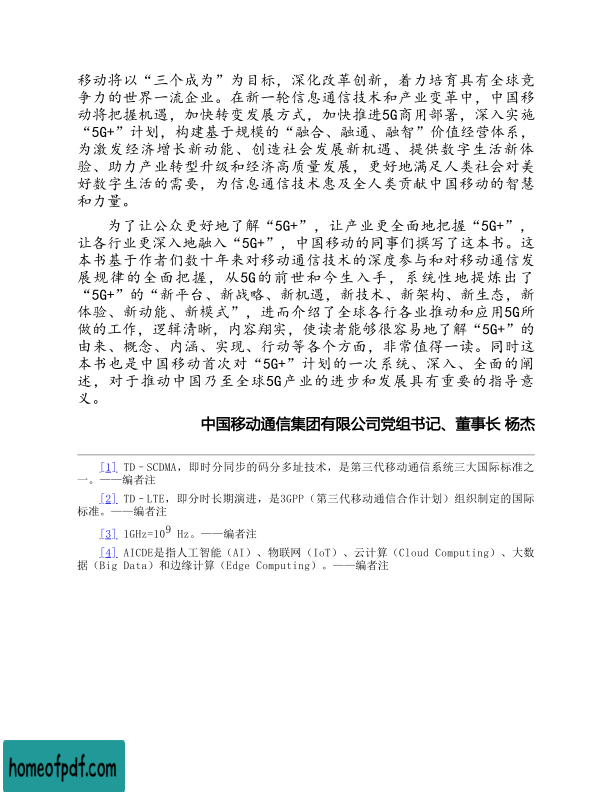 移动将以“三个成为”为目标，深化改革创新，着力培育具有全球竞
争力的世界一流企业。在新一轮信息通信技术和产业变革中，中国移
动将把握机遇，加快转变发展方式，加快推进5G商用部署，深入实施
“5G+”计划，构建基于规模的“融合、融通、融智”价值经营体系，
为激发经济增长新动能、创造社会发展新机遇、提供数字生活新体
验、助力产业转型升级和经济高质量发展，更好地满足人类社会对美
好数字生活的需要，为信息通信技术惠及全人类贡献中国移动的智慧
和力量。
为了让公众更好地了解“5G+”，让产业更全面地把握“5G+”，
让各行业更深入地融入“5G+”，中国移动的同事们撰写了这本书。这
本书基于作者们数十年来对移动通信技术的深度参与和对移动通信发
展规律的全面把握，从5G的前世和今生入手，系统性地提炼出了
“5G+”的“新平台、新战略、新机遇，新技术、新架构、新生态，新
体验、新动能、新模式”，进而介绍了全球各行各业推动和应用5G所
做的工作，逻辑清晰，内容翔实，使读者能够很容易地了解“5G+”的
由来、概念、内涵、实现、行动等各个方面，非常值得一读。同时这
本书也是中国移动首次对“5G+”计划的一次系统、深入、全面的阐
述，对于推动中国乃至全球5G产业的进步和发展具有重要的指导意
义。
中国移动通信集团有限公司党组书记、董事长 杨杰
[1] TD–SCDMA，即时分同步的码分多址技术，是第三代移动通信系统三大国际标准之
一。——编者注
[2] TD–LTE，即分时长期演进，是3GPP（第三代移动通信合作计划）组织制定的国际
标准。——编者注
[3] 1GHz=10⁹ Hz。——编者注
[4] AICDE是指人工智能（AI）、物联网（IoT）、云计算（Cloud Computing）、大数
据（Big Data）和边缘计算（Edge Computing）。——编者注
homeofpdf.com